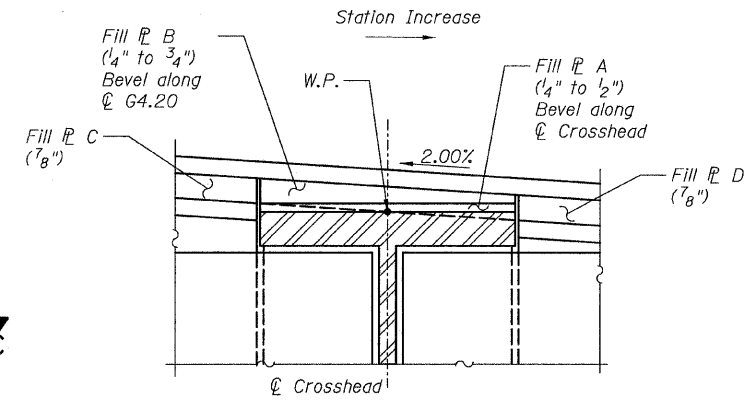 Station Increase
Fill ℙ B
(1/4" to 3/4")
Bevel along
℄ G4.20
W.P.
Fill ℙ A
(1/4" to 1/2")
Bevel along
℄ Crosshead
Fill ℙ C
(7/8")
2.00%
Fill ℙ D
(7/8")
℄ Crosshead